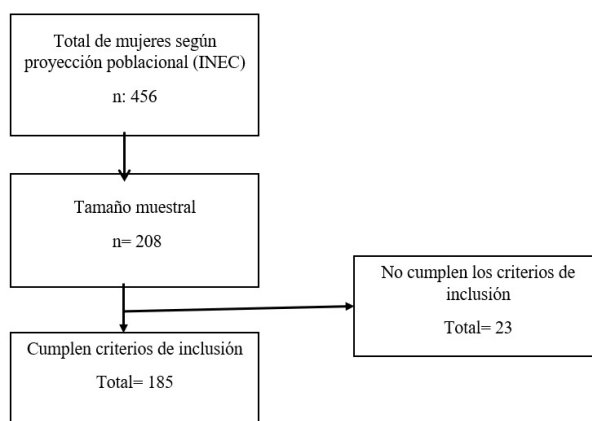 Total de mujeres según
proyección poblacional (INEC)
n: 456
Tamaño muestral
n= 208
No cumplen los criterios de
inclusión
Total= 23
Cumplen criterios de inclusión
Total= 185